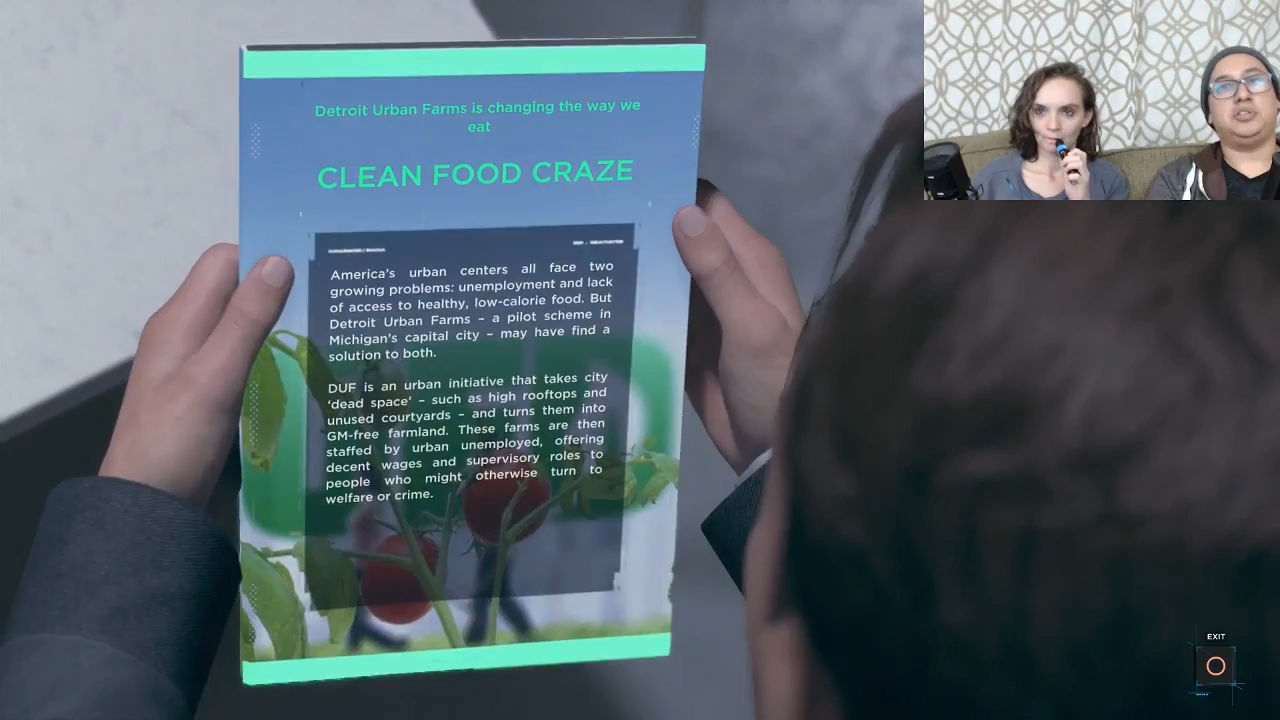 Detroit Urban Farms is changing the way we
eat
CLEAN FOOD CRAZE
America's urban centers all face two
growing problems: unemployment and lack
of access to healthy, low-calorie food. But
Detroit Urban Farms – a pilot scheme in
Michigan's capital city – may have find a
solution to both.
DUF is an urban initiative that takes city
'dead space' – such as high rooftops and
unused courtyards – and turns them into
GM-free farmland. These farms are then
staffed by urban unemployed, offering
decent wages and supervisory roles to
people who might otherwise turn to
welfare or crime.
EXIT